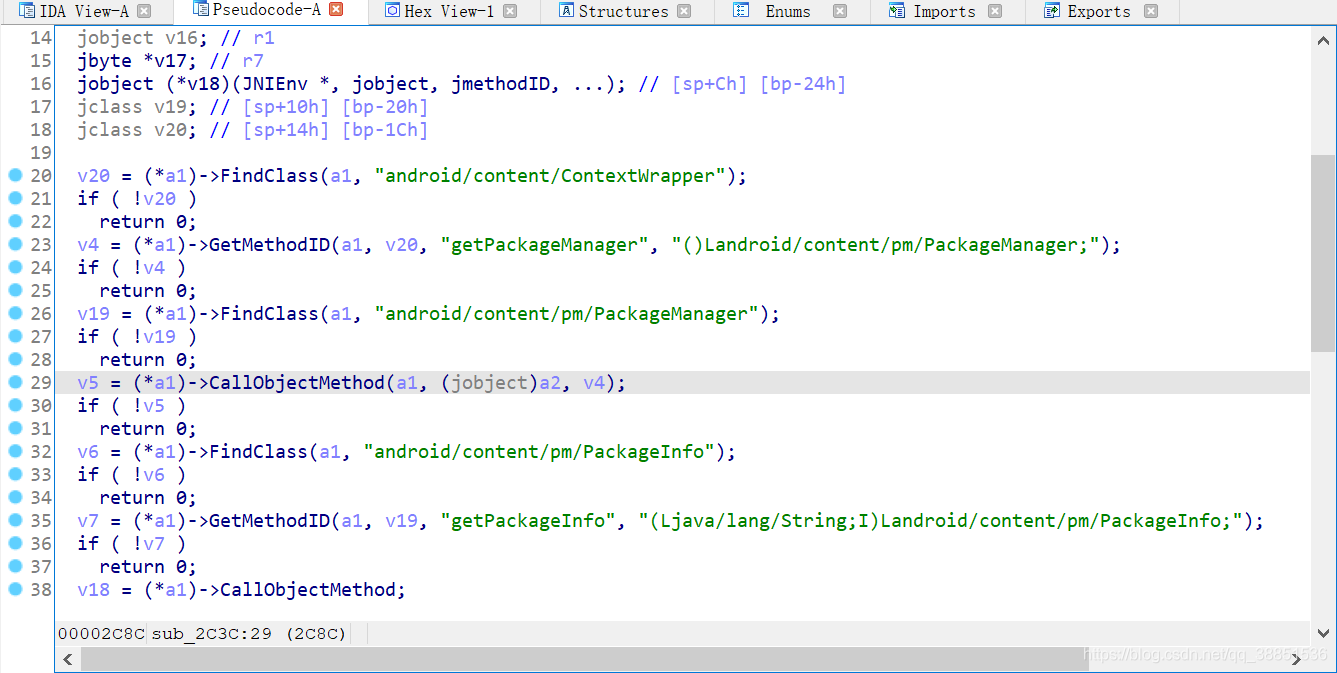 IDA View-A Pseudocode-A Hex View-1 Structures Enums Imports Exports
14 jobject v16; // r1
15 jbyte *v17; // r7
16 jobject (*v18)(JNIEnv *, jobject, jmethodID, ...); // [sp+Ch] [bp-24h]
17 jclass v19; // [sp+10h] [bp-20h]
18 jclass v20; // [sp+14h] [bp-1Ch]
19
20 v20 = (*a1)->FindClass(a1, "android/content/ContextWrapper");
21 if ( !v20 )
22 return 0;
23 v4 = (*a1)->GetMethodID(a1, v20, "getPackageManager", "()Landroid/content/pm/PackageManager;");
24 if ( !v4 )
25 return 0;
26 v19 = (*a1)->FindClass(a1, "android/content/pm/PackageManager");
27 if ( !v19 )
28 return 0;
29 v5 = (*a1)->CallObjectMethod(a1, (jobject)a2, v4);
30 if ( !v5 )
31 return 0;
32 v6 = (*a1)->FindClass(a1, "android/content/pm/PackageInfo");
33 if ( !v6 )
34 return 0;
35 v7 = (*a1)->GetMethodID(a1, v19, "getPackageInfo", "(Ljava/lang/String;I)Landroid/content/pm/PackageInfo;");
36 if ( !v7 )
37 return 0;
38 v18 = (*a1)->CallObjectMethod;
00002C8C sub_2C3C:29 (2C8C)